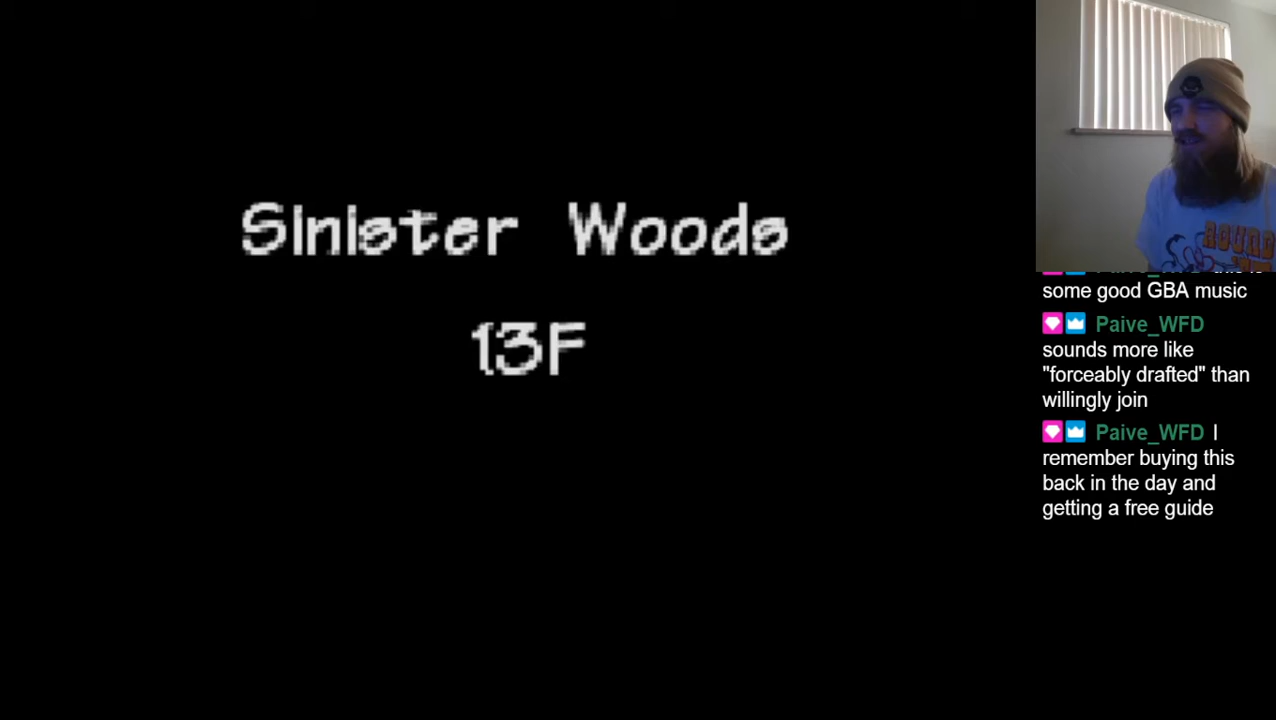 Sinister Woods
13F
ROUND
some good GBA music
Paive_WFD
sounds more like
"forceably drafted" than
willingly join
Paive_WFD I
remember buying this
back in the day and
getting a free guide